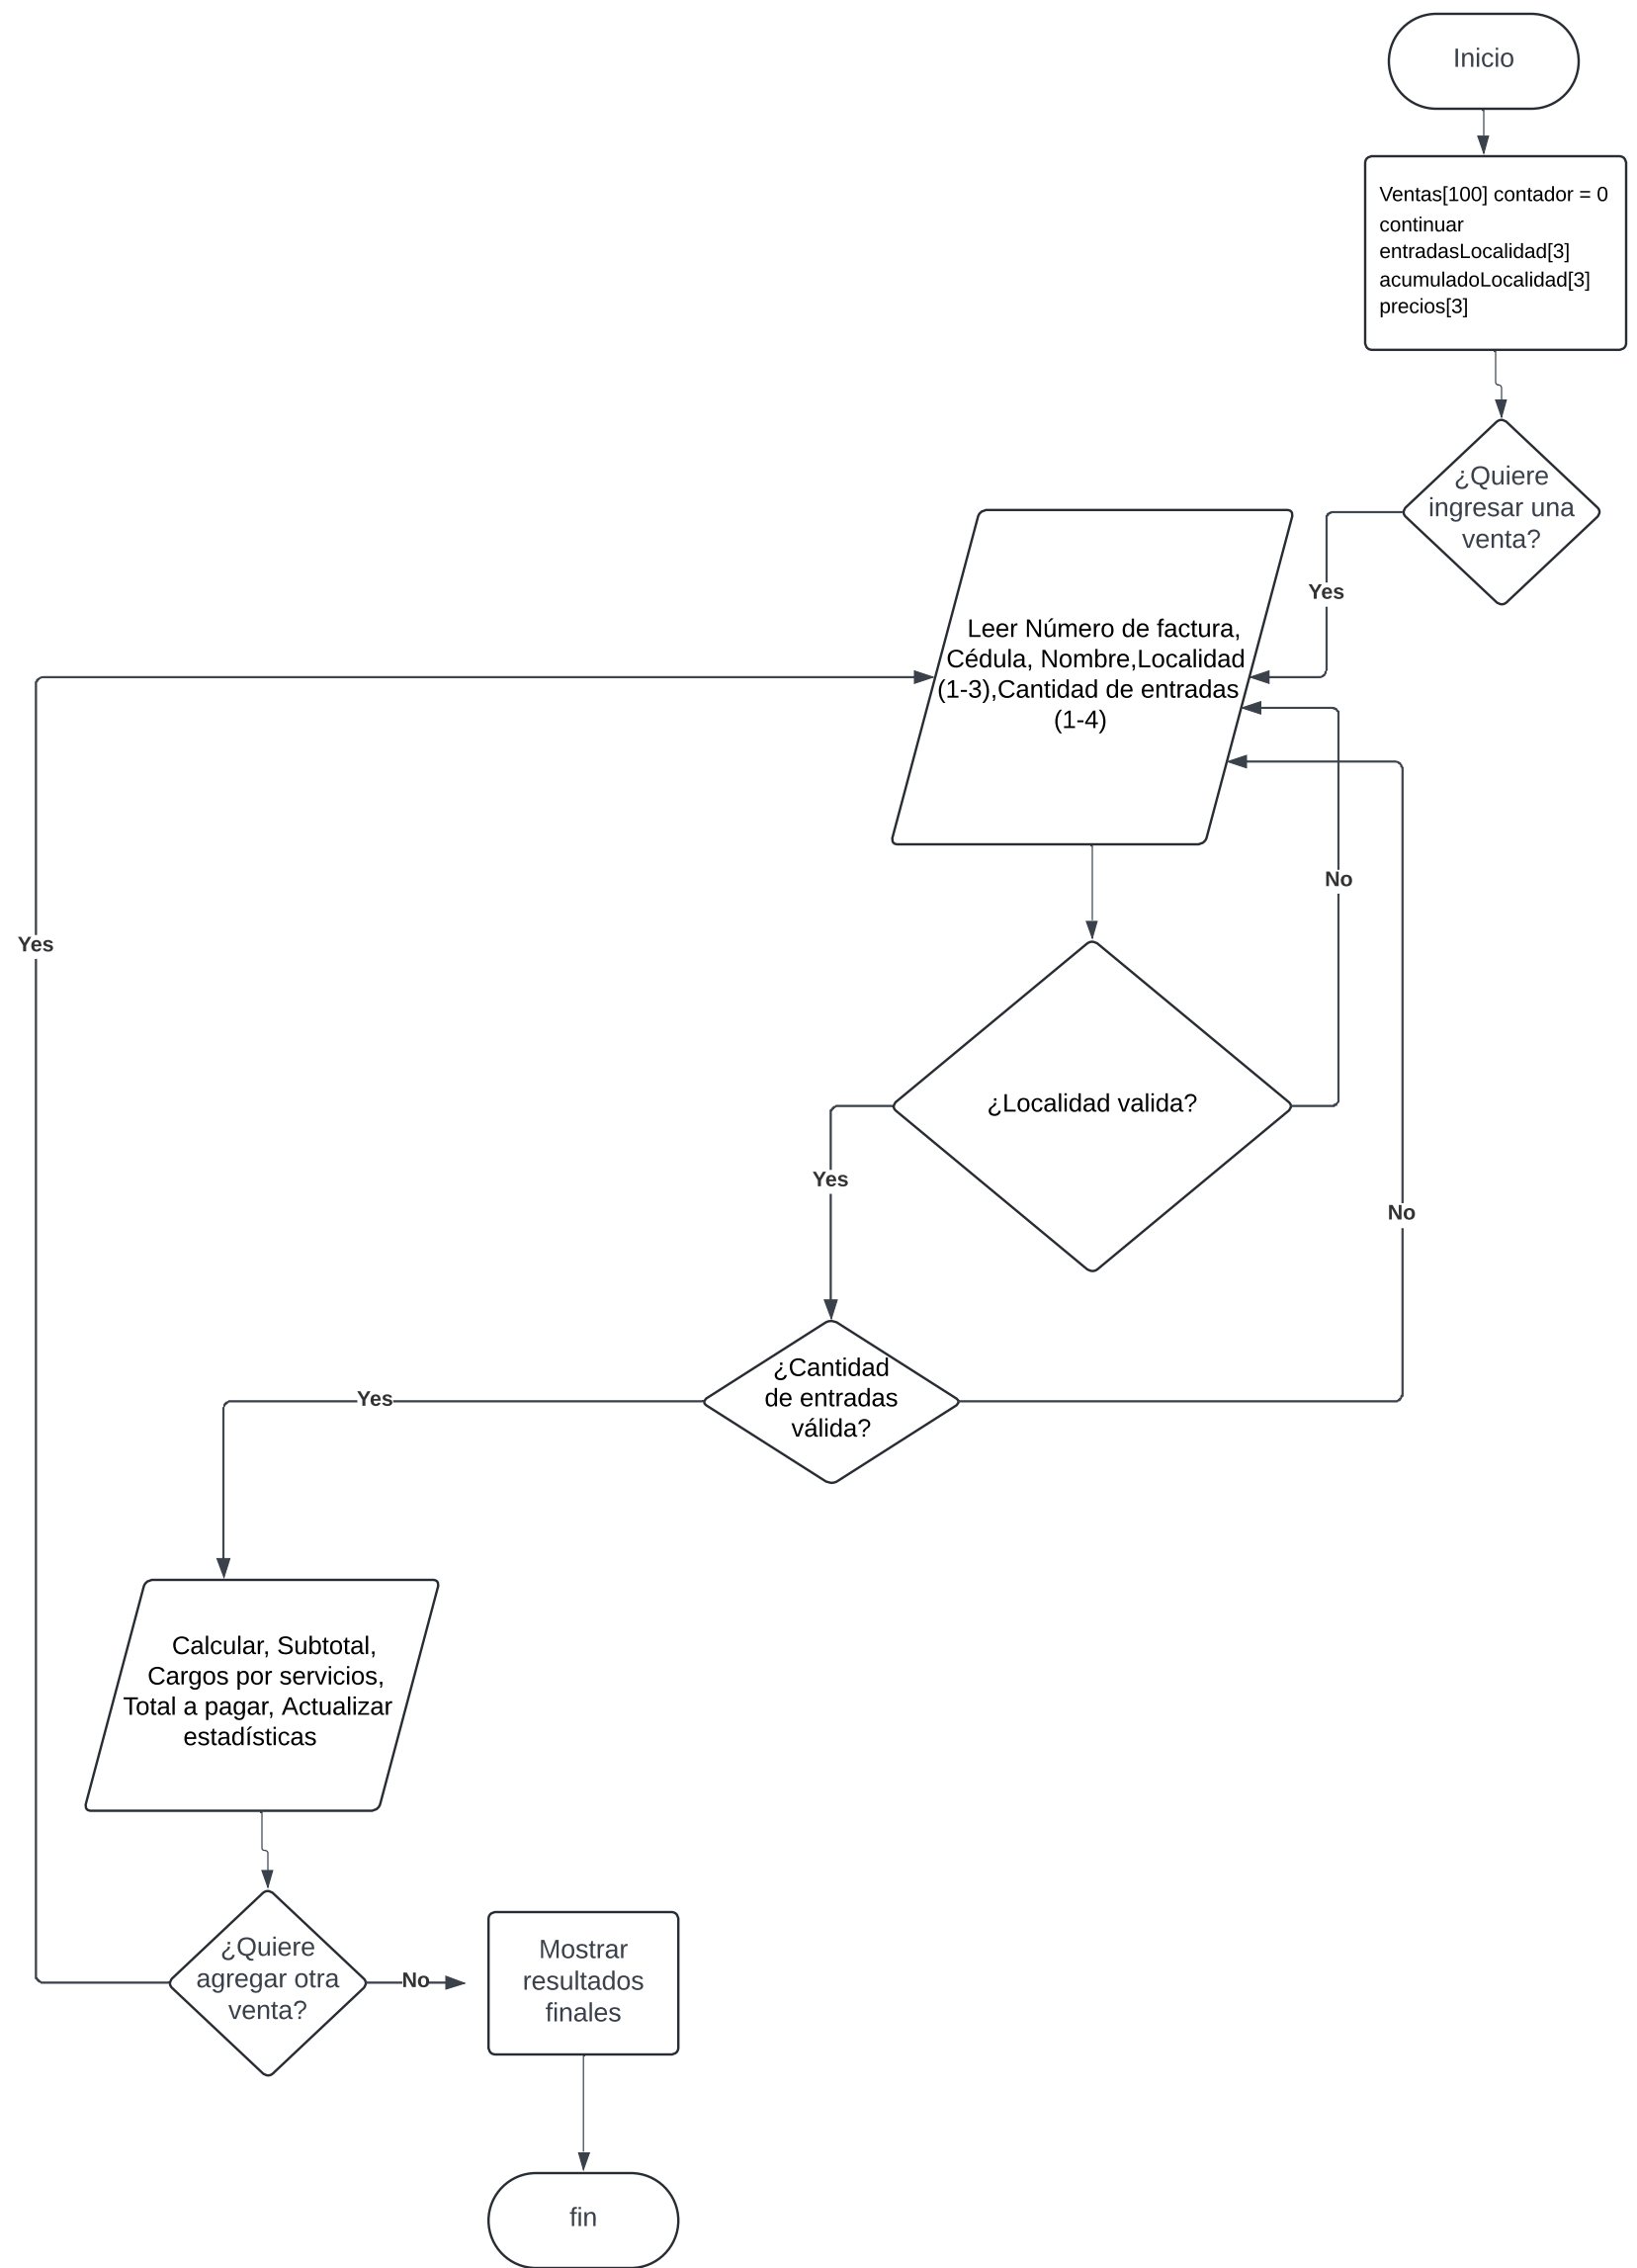 Inicio
Ventas[100] contador = 0
continuar
entradasLocalidad[3]
acumuladoLocalidad[3]
precios[3]
¿Quiere
ingresar una
venta?
Yes
Leer Número de factura,
Cédula, Nombre,Localidad
(1-3),Cantidad de entradas
(1-4)
No
Yes
¿Localidad valida?
Yes
No
¿Cantidad
de entradas
válida?
Yes
Calcular, Subtotal,
Cargos por servicios,
Total a pagar, Actualizar
estadísticas
¿Quiere
agregar otra
venta?
No
Mostrar
resultados
finales
fin